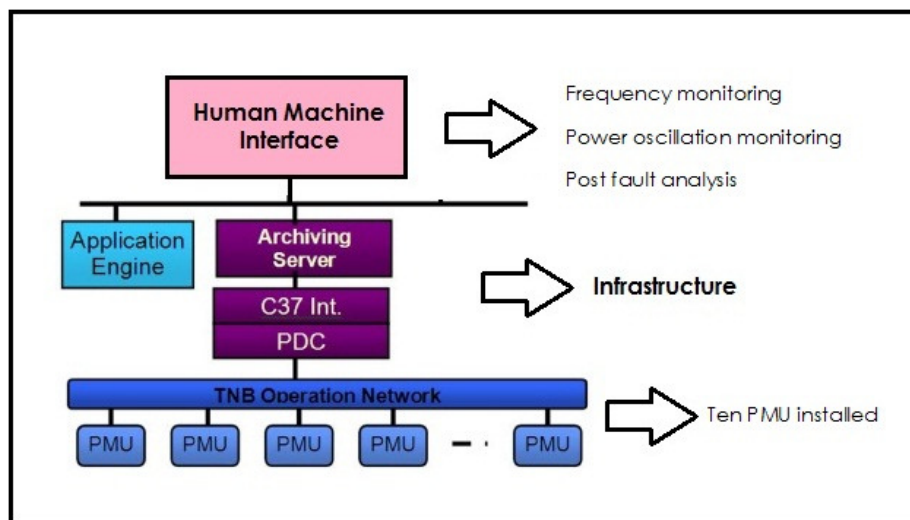 Human Machine
Interface
Frequency monitoring
Power oscillation monitoring
Post fault analysis
Application
Engine
Archiving
Server
C37 Int.
PDC
Infrastructure
TNB Operation Network
PMU PMU PMU PMU PMU
Ten PMU installed